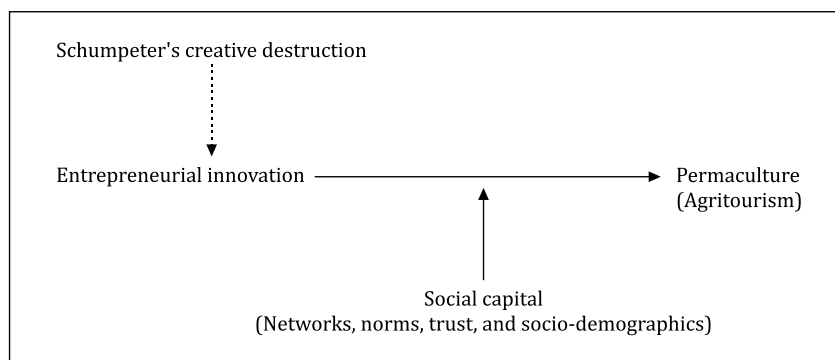 Schumpeter's creative destruction
Entrepreneurial innovation
Permaculture
(Agritourism)
Social capital
(Networks, norms, trust, and socio-demographics)